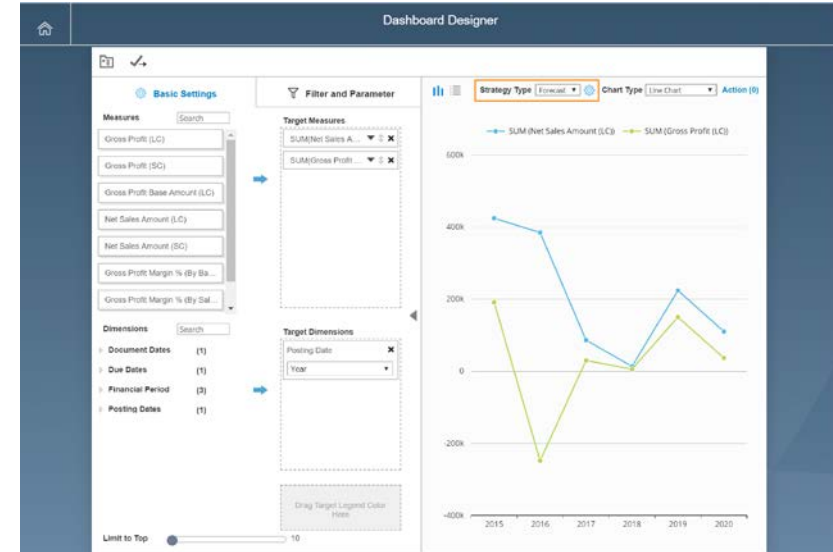 Dashboard Designer
Basic Settings
Filter and Parameter
Strategy Type Forecast Chart Type Line Chart Action (0)
Measures Search
Gross Profit (LC)
Gross Profit (SC)
Gross Profit Base Amount (LC)
Net Sales Amount (LC)
Net Sales Amount (SC)
Gross Profit Margin % (By Ba...
Gross Profit Margin % (By Sal...
Dimensions Search
Document Dates (1)
Due Dates (1)
Financial Period (3)
Posting Dates (1)
Limit to Top 10
Target Measures
SUM(Net Sales A...
SUM(Gross Profit ...
Target Dimensions
Posting Date
Year
Drag Target Legend Color
Here
SUM (Net Sales Amount (LC)) SUM (Gross Profit (LC))
600k
400k
200k
0
-200k
-400k
2015 2016 2017 2018 2019 2020